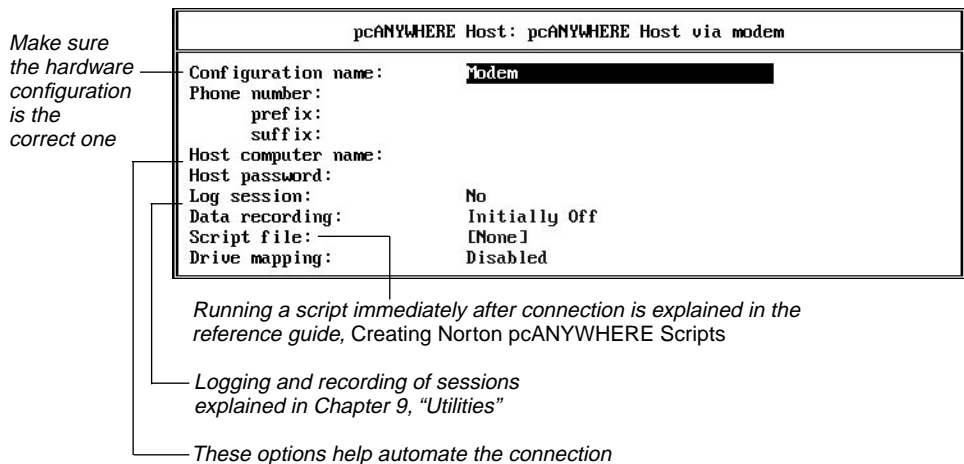 pcANYWHERE Host: pcANYWHERE Host via modem
Make sure
the hardware
configuration
is the
correct one
Configuration name: Modem
Phone number:
prefix:
suffix:
Host computer name:
Host password:
Log session: No
Data recording: Initially Off
Script file: [None]
Drive mapping: Disabled
Running a script immediately after connection is explained in the
reference guide, Creating Norton pcANYWHERE Scripts
Logging and recording of sessions
explained in Chapter 9, “Utilities”
These options help automate the connection